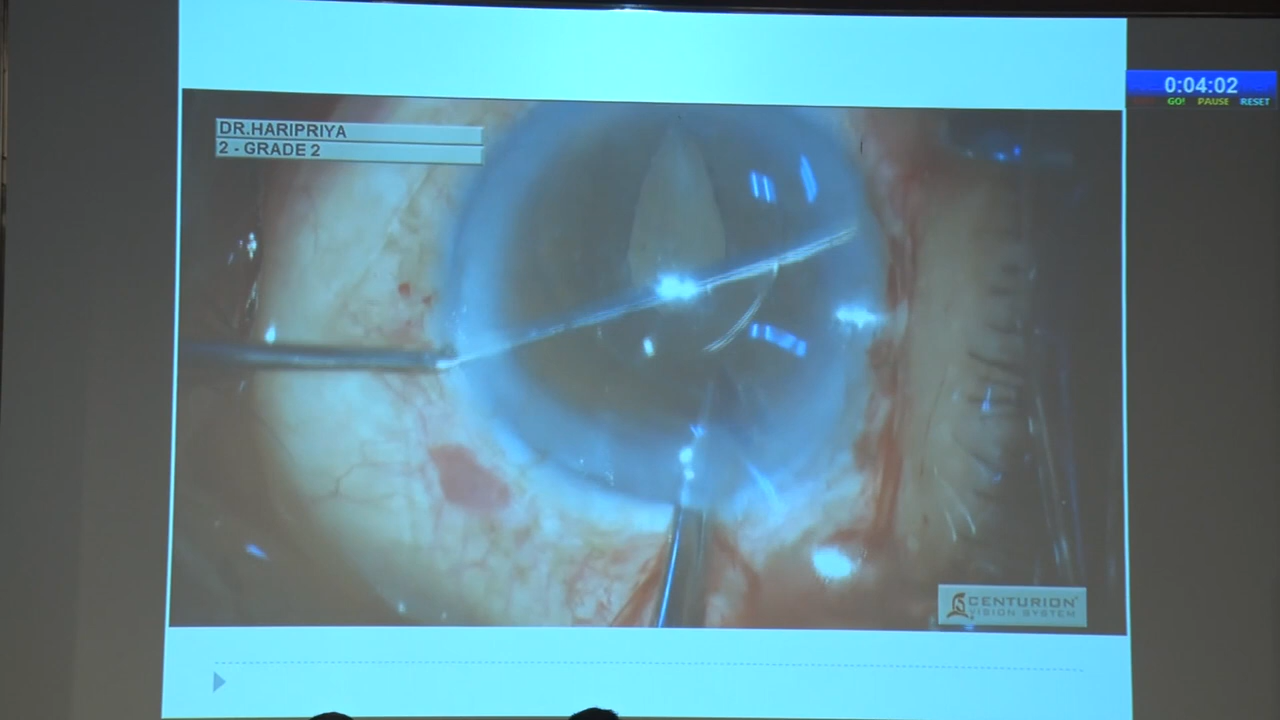 DR.HARIPRIYA
2 - GRADE 2
0:04:02
GO! PAUSE RESET
CENTURION
VISION SYSTEM